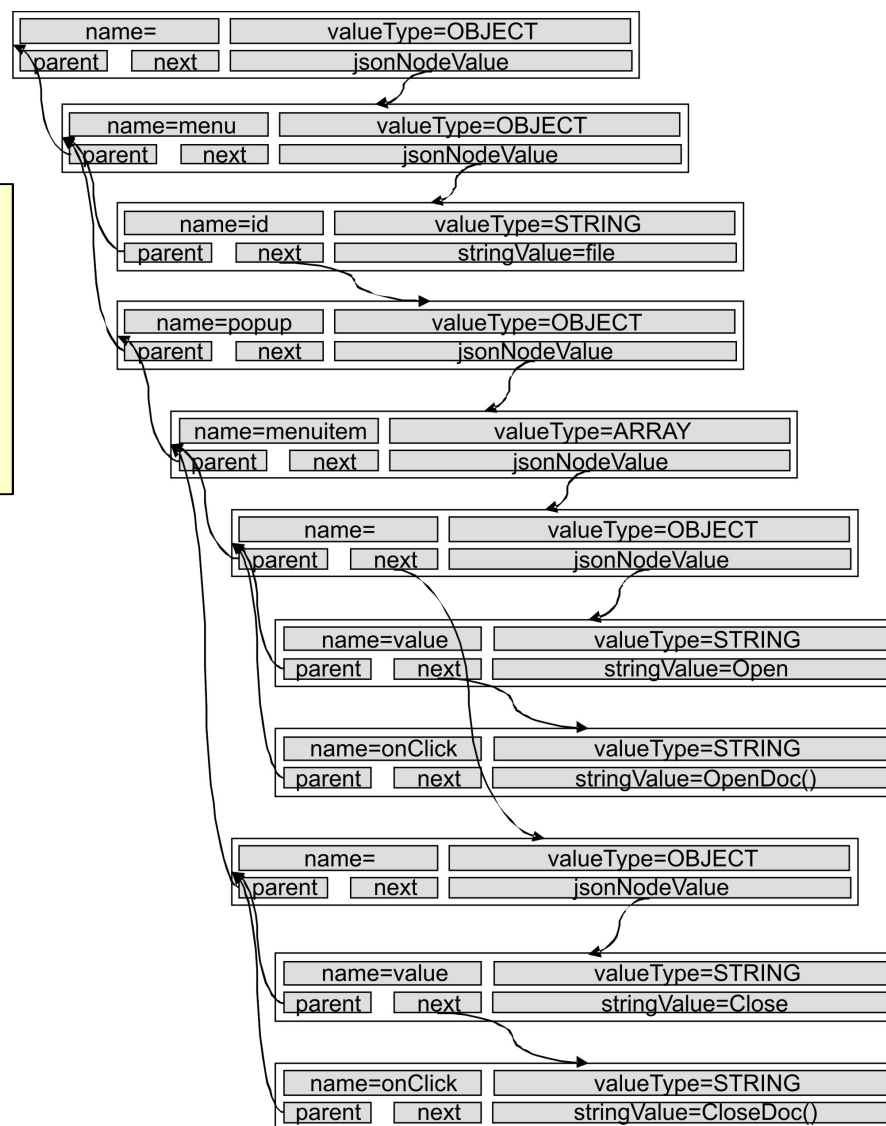 name= valueType=OBJECT
parent next jsonNodeValue
name=menu valueType=OBJECT
parent next jsonNodeValue
name=id valueType=STRING
parent next stringValue=file
name=popup valueType=OBJECT
parent next jsonNodeValue
name=menuitem valueType=ARRAY
parent next jsonNodeValue
name= valueType=OBJECT
parent next jsonNodeValue
name=value valueType=STRING
parent next stringValue=Open
name=onClick valueType=STRING
parent next stringValue=OpenDoc()
name= valueType=OBJECT
parent next jsonNodeValue
name=value valueType=STRING
parent next stringValue=Close
name=onClick valueType=STRING
parent next stringValue=CloseDoc()